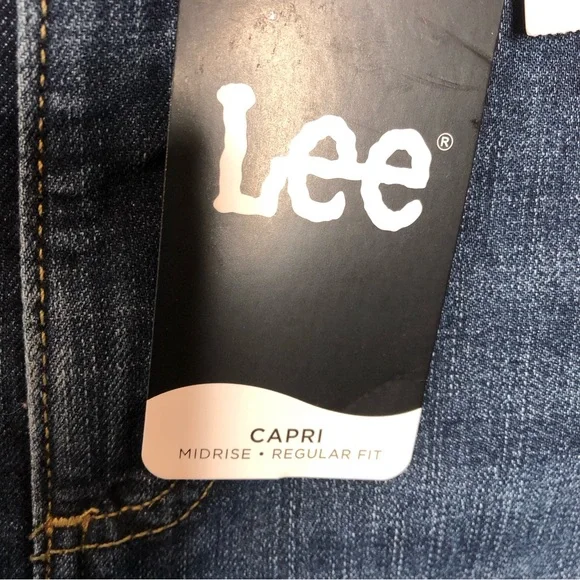 Lee®
CAPRI
MIDRISE • REGULAR FIT